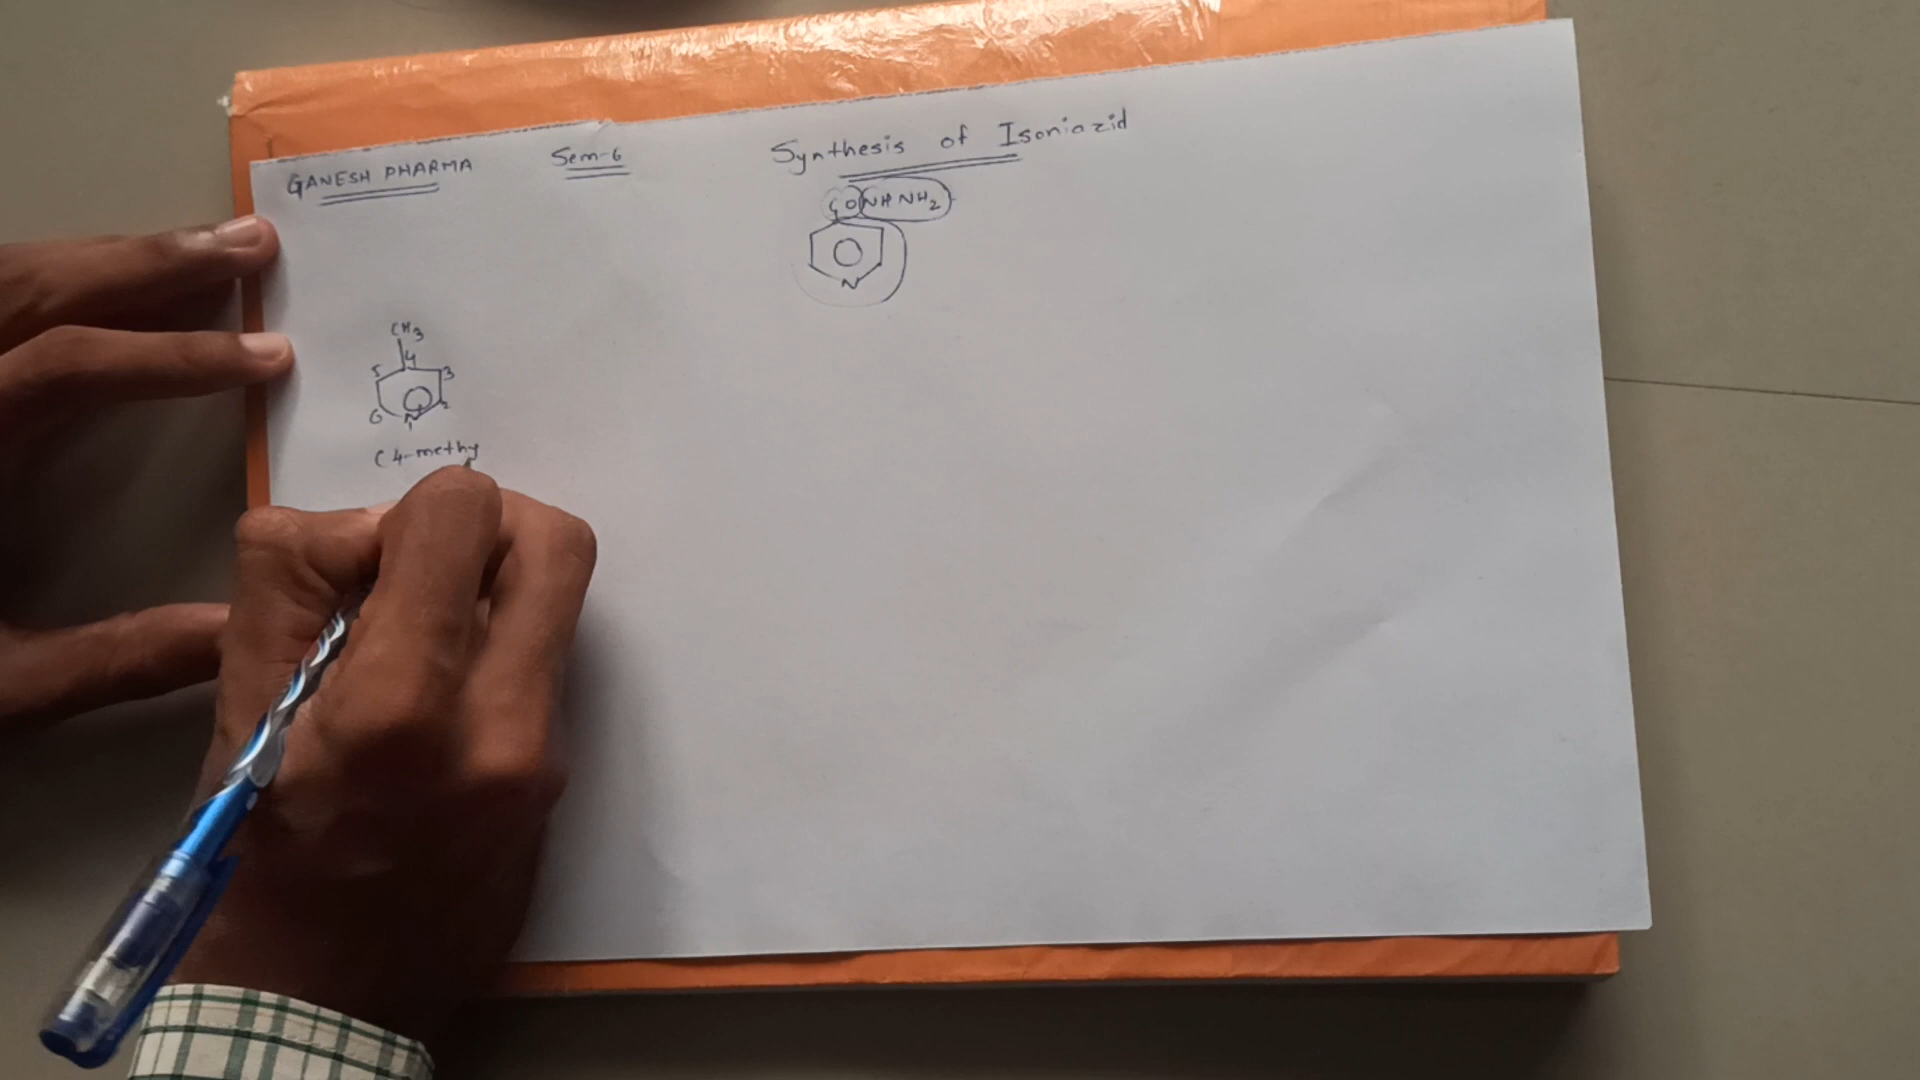 GANESH PHARMA Sem-6 Synthesis of Isoniazid
CONHNH2
N
CH3
4
5 3
6 N 2
1
(4-methy